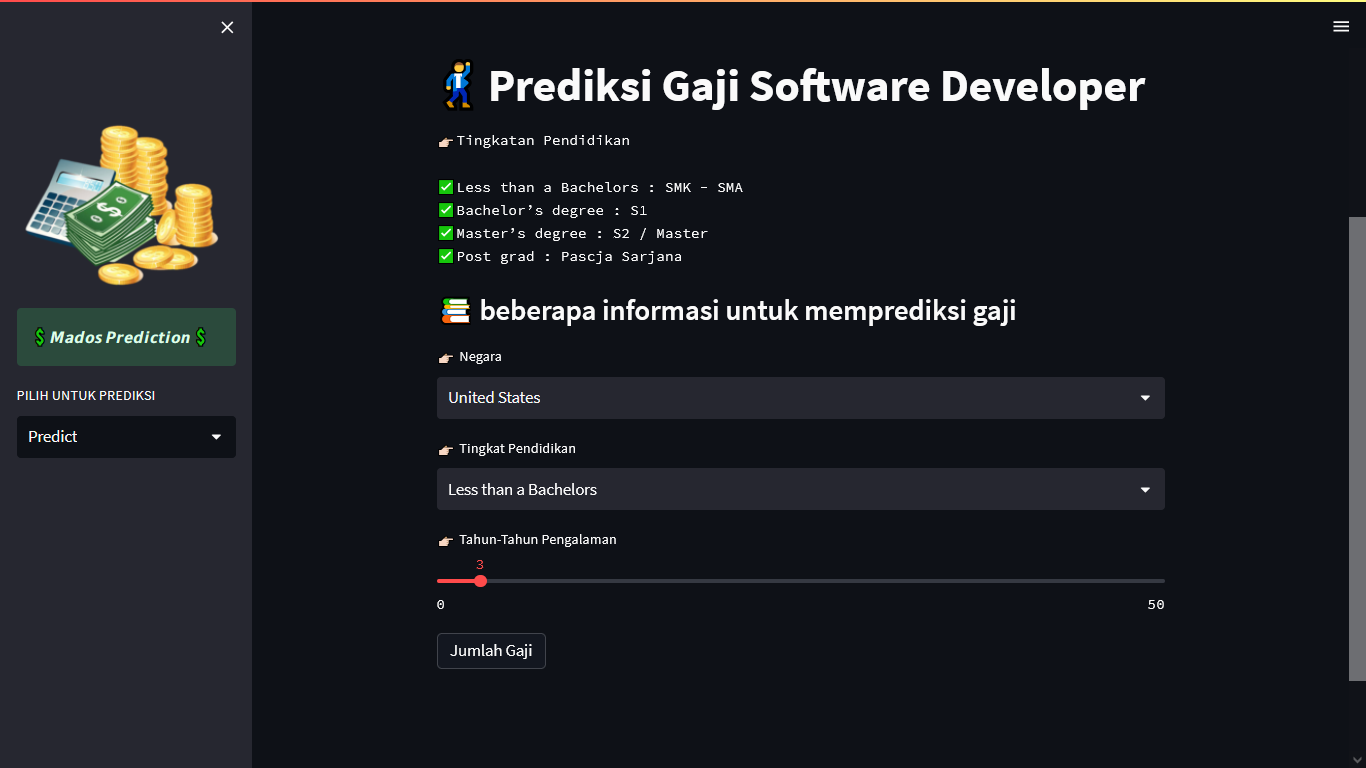 Mados Prediction
PILIH UNTUK PREDIKSI
Predict
Prediksi Gaji Software Developer
Tingkatan Pendidikan
Less than a Bachelors : SMK - SMA
Bachelor’s degree : S1
Master’s degree : S2 / Master
Post grad : Pascja Sarjana
beberapa informasi untuk memprediksi gaji
Negara
United States
Tingkat Pendidikan
Less than a Bachelors
Tahun-Tahun Pengalaman
3
0 50
Jumlah Gaji